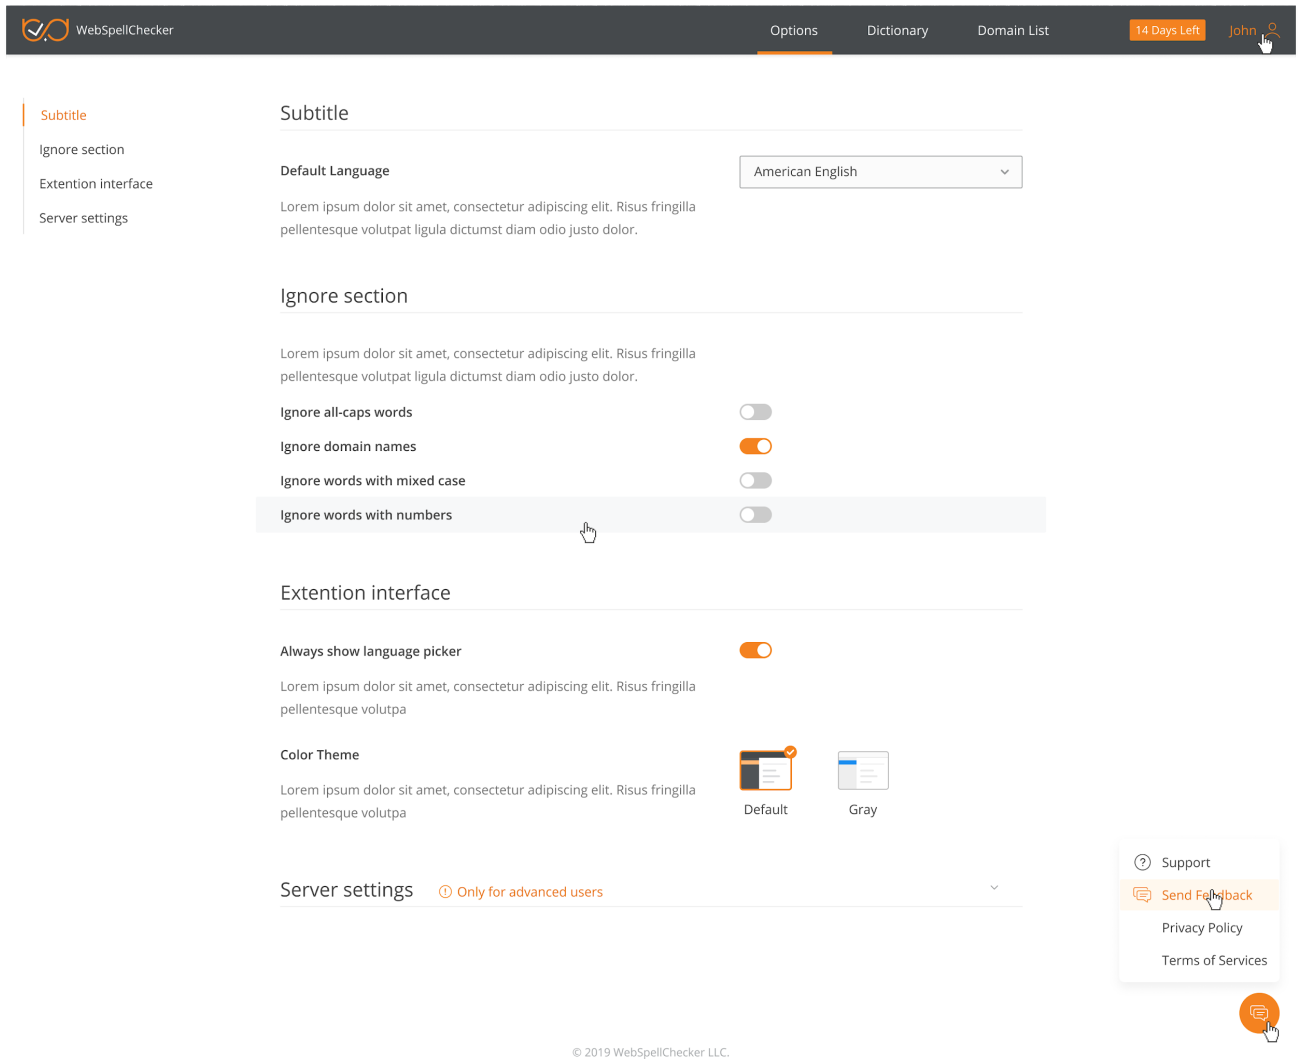 WebSpellChecker
Options
Dictionary
Domain List
14 Days Left
John
Subtitle
Ignore section
Extention interface
Server settings
Subtitle
Default Language
American English
Lorem ipsum dolor sit amet, consectetur adipiscing elit. Risus fringilla
pellentesque volutpat ligula dictumst diam odio justo dolor.
Ignore section
Lorem ipsum dolor sit amet, consectetur adipiscing elit. Risus fringilla
pellentesque volutpat ligula dictumst diam odio justo dolor.
Ignore all-caps words
Ignore domain names
Ignore words with mixed case
Ignore words with numbers
Extention interface
Always show language picker
Lorem ipsum dolor sit amet, consectetur adipiscing elit. Risus fringilla
pellentesque volutpa
Color Theme
Lorem ipsum dolor sit amet, consectetur adipiscing elit. Risus fringilla
pellentesque volutpa
Default
Gray
Server settings
Only for advanced users
Support
Send Feedback
Privacy Policy
Terms of Services
© 2019 WebSpellChecker LLC.